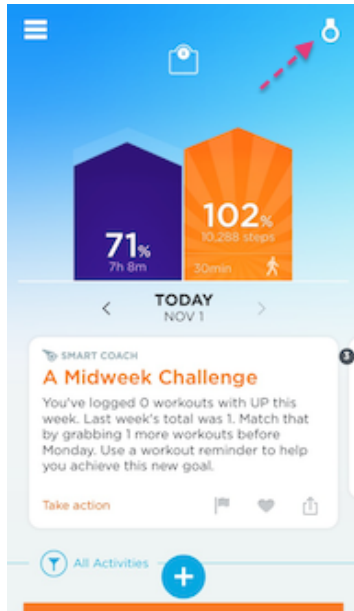 0
102%
10,288 steps
71%
7h 8m
30min
TODAY
NOV 1
3
SMART COACH
A Midweek Challenge
You've logged 0 workouts with UP this
week. Last week's total was 1. Match that
by grabbing 1 more workouts before
Monday. Use a workout reminder to help
you achieve this new goal.
Take action
All Activities